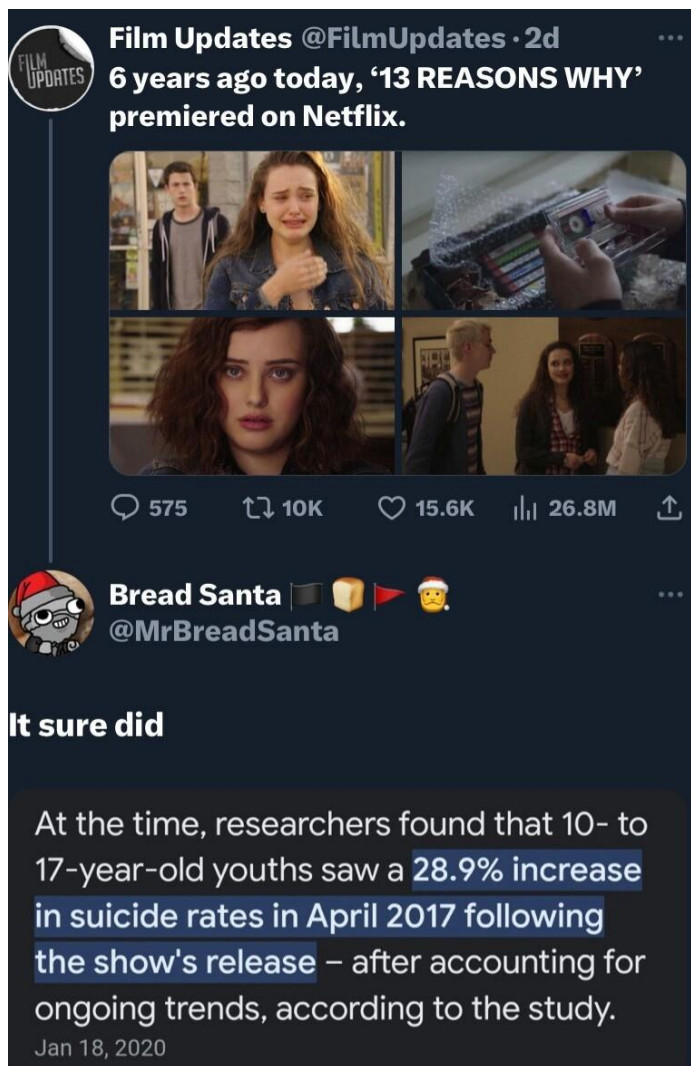 FILM
UPDATES
Film Updates @FilmUpdates · 2d
6 years ago today, ‘13 REASONS WHY’
premiered on Netflix.
575 10K 15.6K 26.8M
Bread Santa 🏴🍞🚩🎅
@MrBreadSanta
It sure did
At the time, researchers found that 10- to
17-year-old youths saw a 28.9% increase
in suicide rates in April 2017 following
the show's release – after accounting for
ongoing trends, according to the study.
Jan 18, 2020